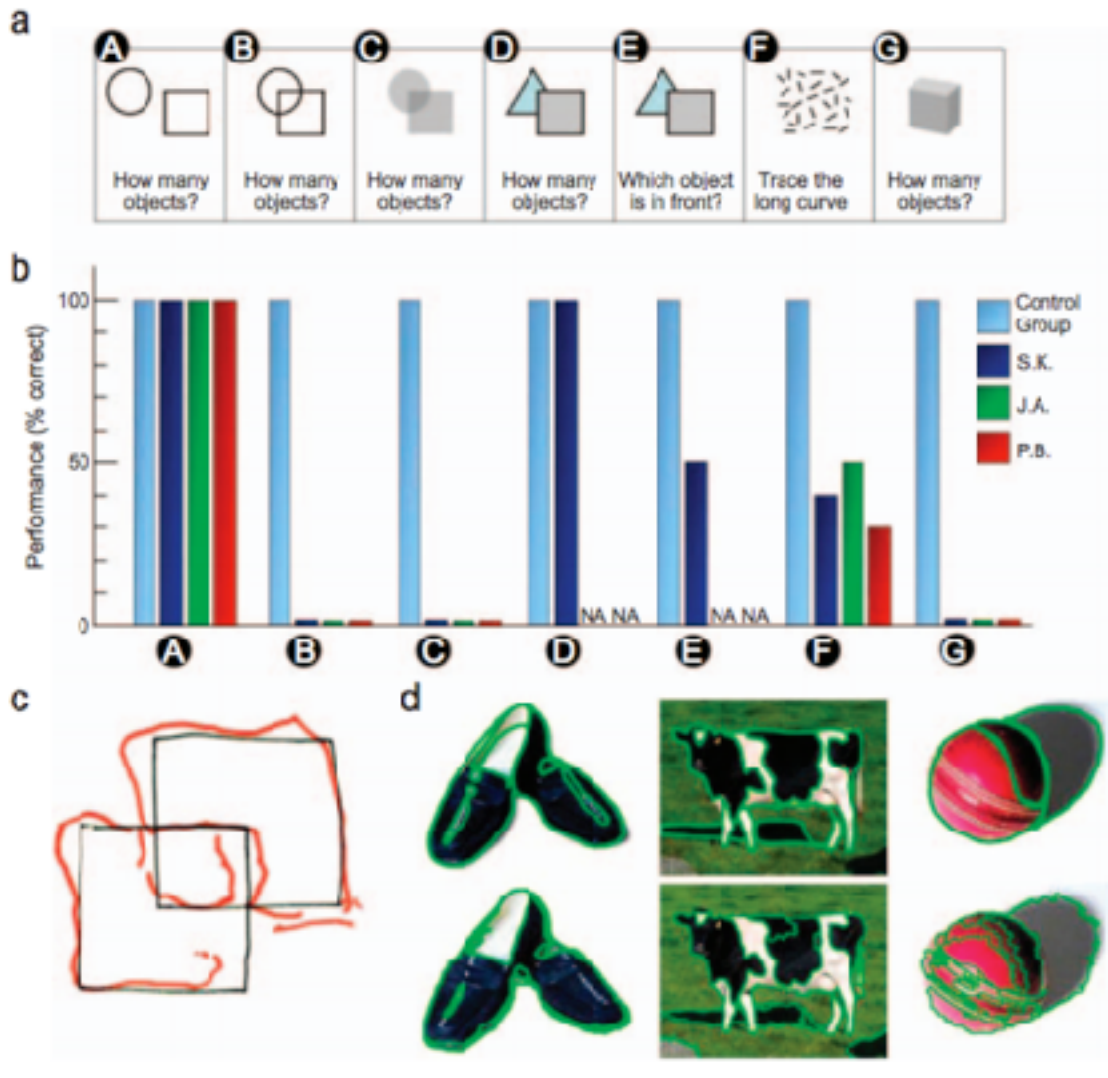 a
A B C D E F G
How many
objects?
How many
objects?
How many
objects?
How many
objects?
Which object
is in front?
Trace the
long curve
How many
objects?
b
Performance (% correct)
100
50
0
NA NA
NA NA
A B C D E F G
Control
Group
S.K.
J.A.
P.B.
c
d